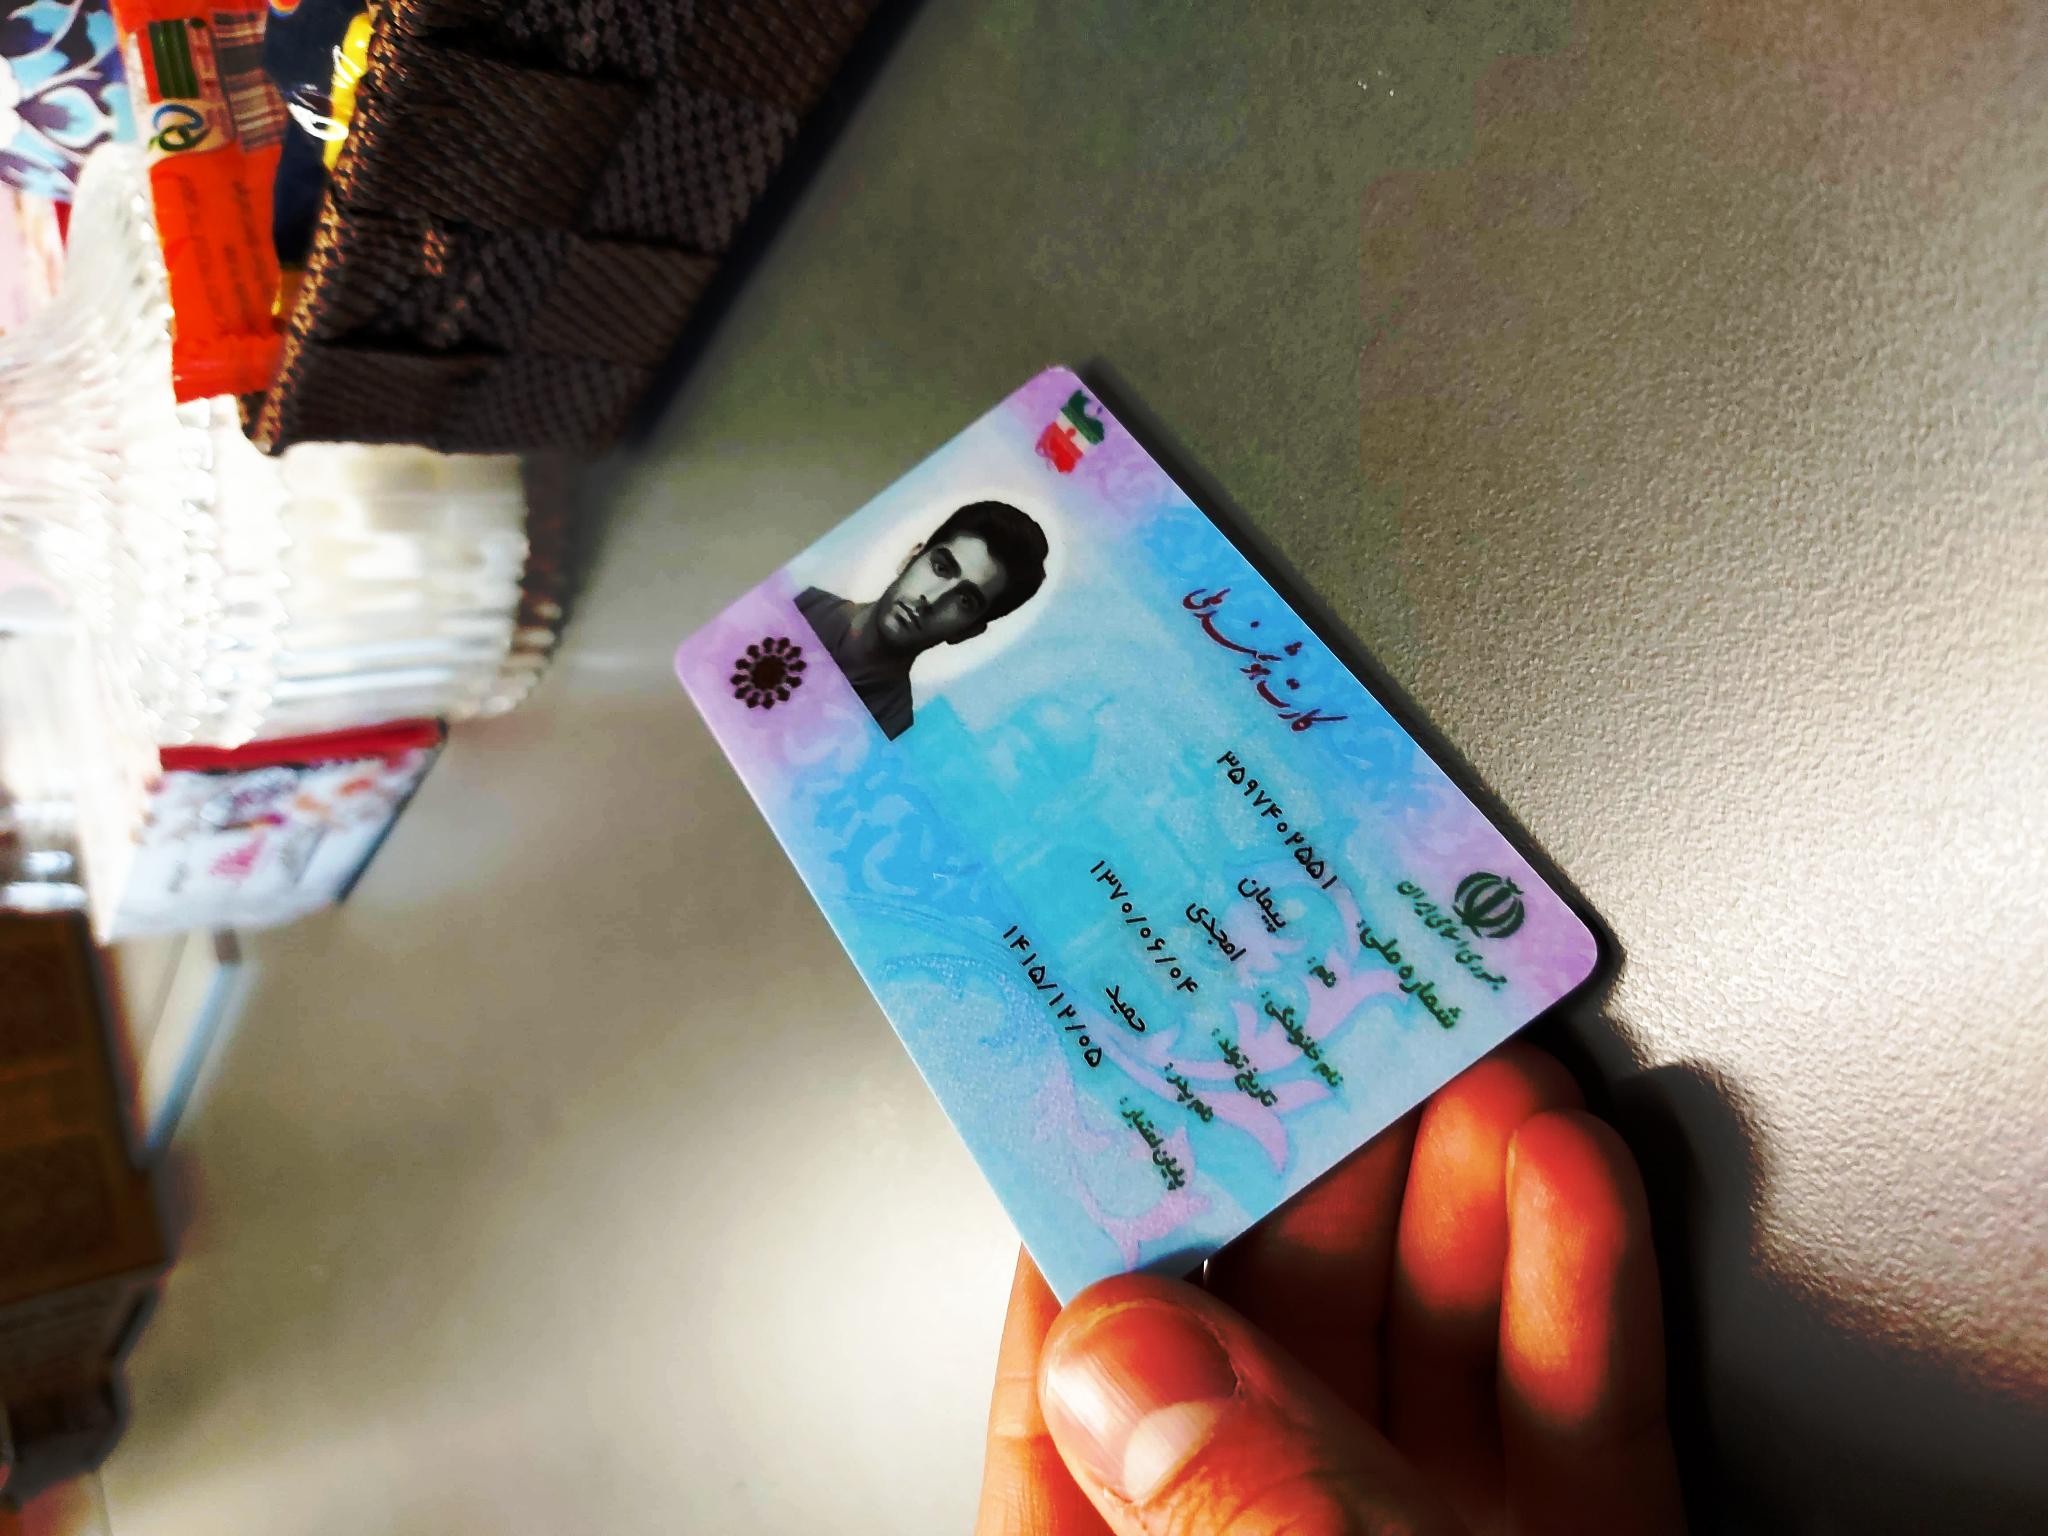 جمهوری اسلامی ایران
کارت هوشمند ملی
شماره ملی: ۳۵۹۷۴۰۲۵۵۱
نام: پیمان
نام خانوادگی: امجدی
تاریخ تولد: ۱۳۷۰/۰۶/۰۴
نام پدر: حمید
پایان اعتبار: ۱۴۱۵/۱۲/۰۵